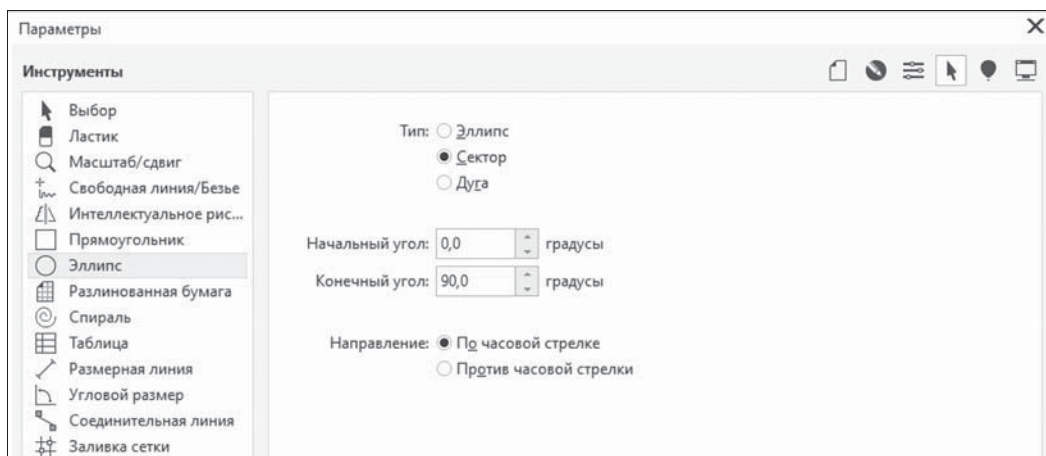 Параметры
Инструменты
Выбор
Ластик
Масштаб/сдвиг
Свободная линия/Безье
Интеллектуальное рис...
Прямоугольник
Эллипс
Разлинованная бумага
Спираль
Таблица
Размерная линия
Угловой размер
Соединительная линия
Заливка сетки
Тип: Эллипс
Сектор
Дуга
Начальный угол: 0,0 градусы
Конечный угол: 90,0 градусы
Направление: По часовой стрелке
Против часовой стрелки